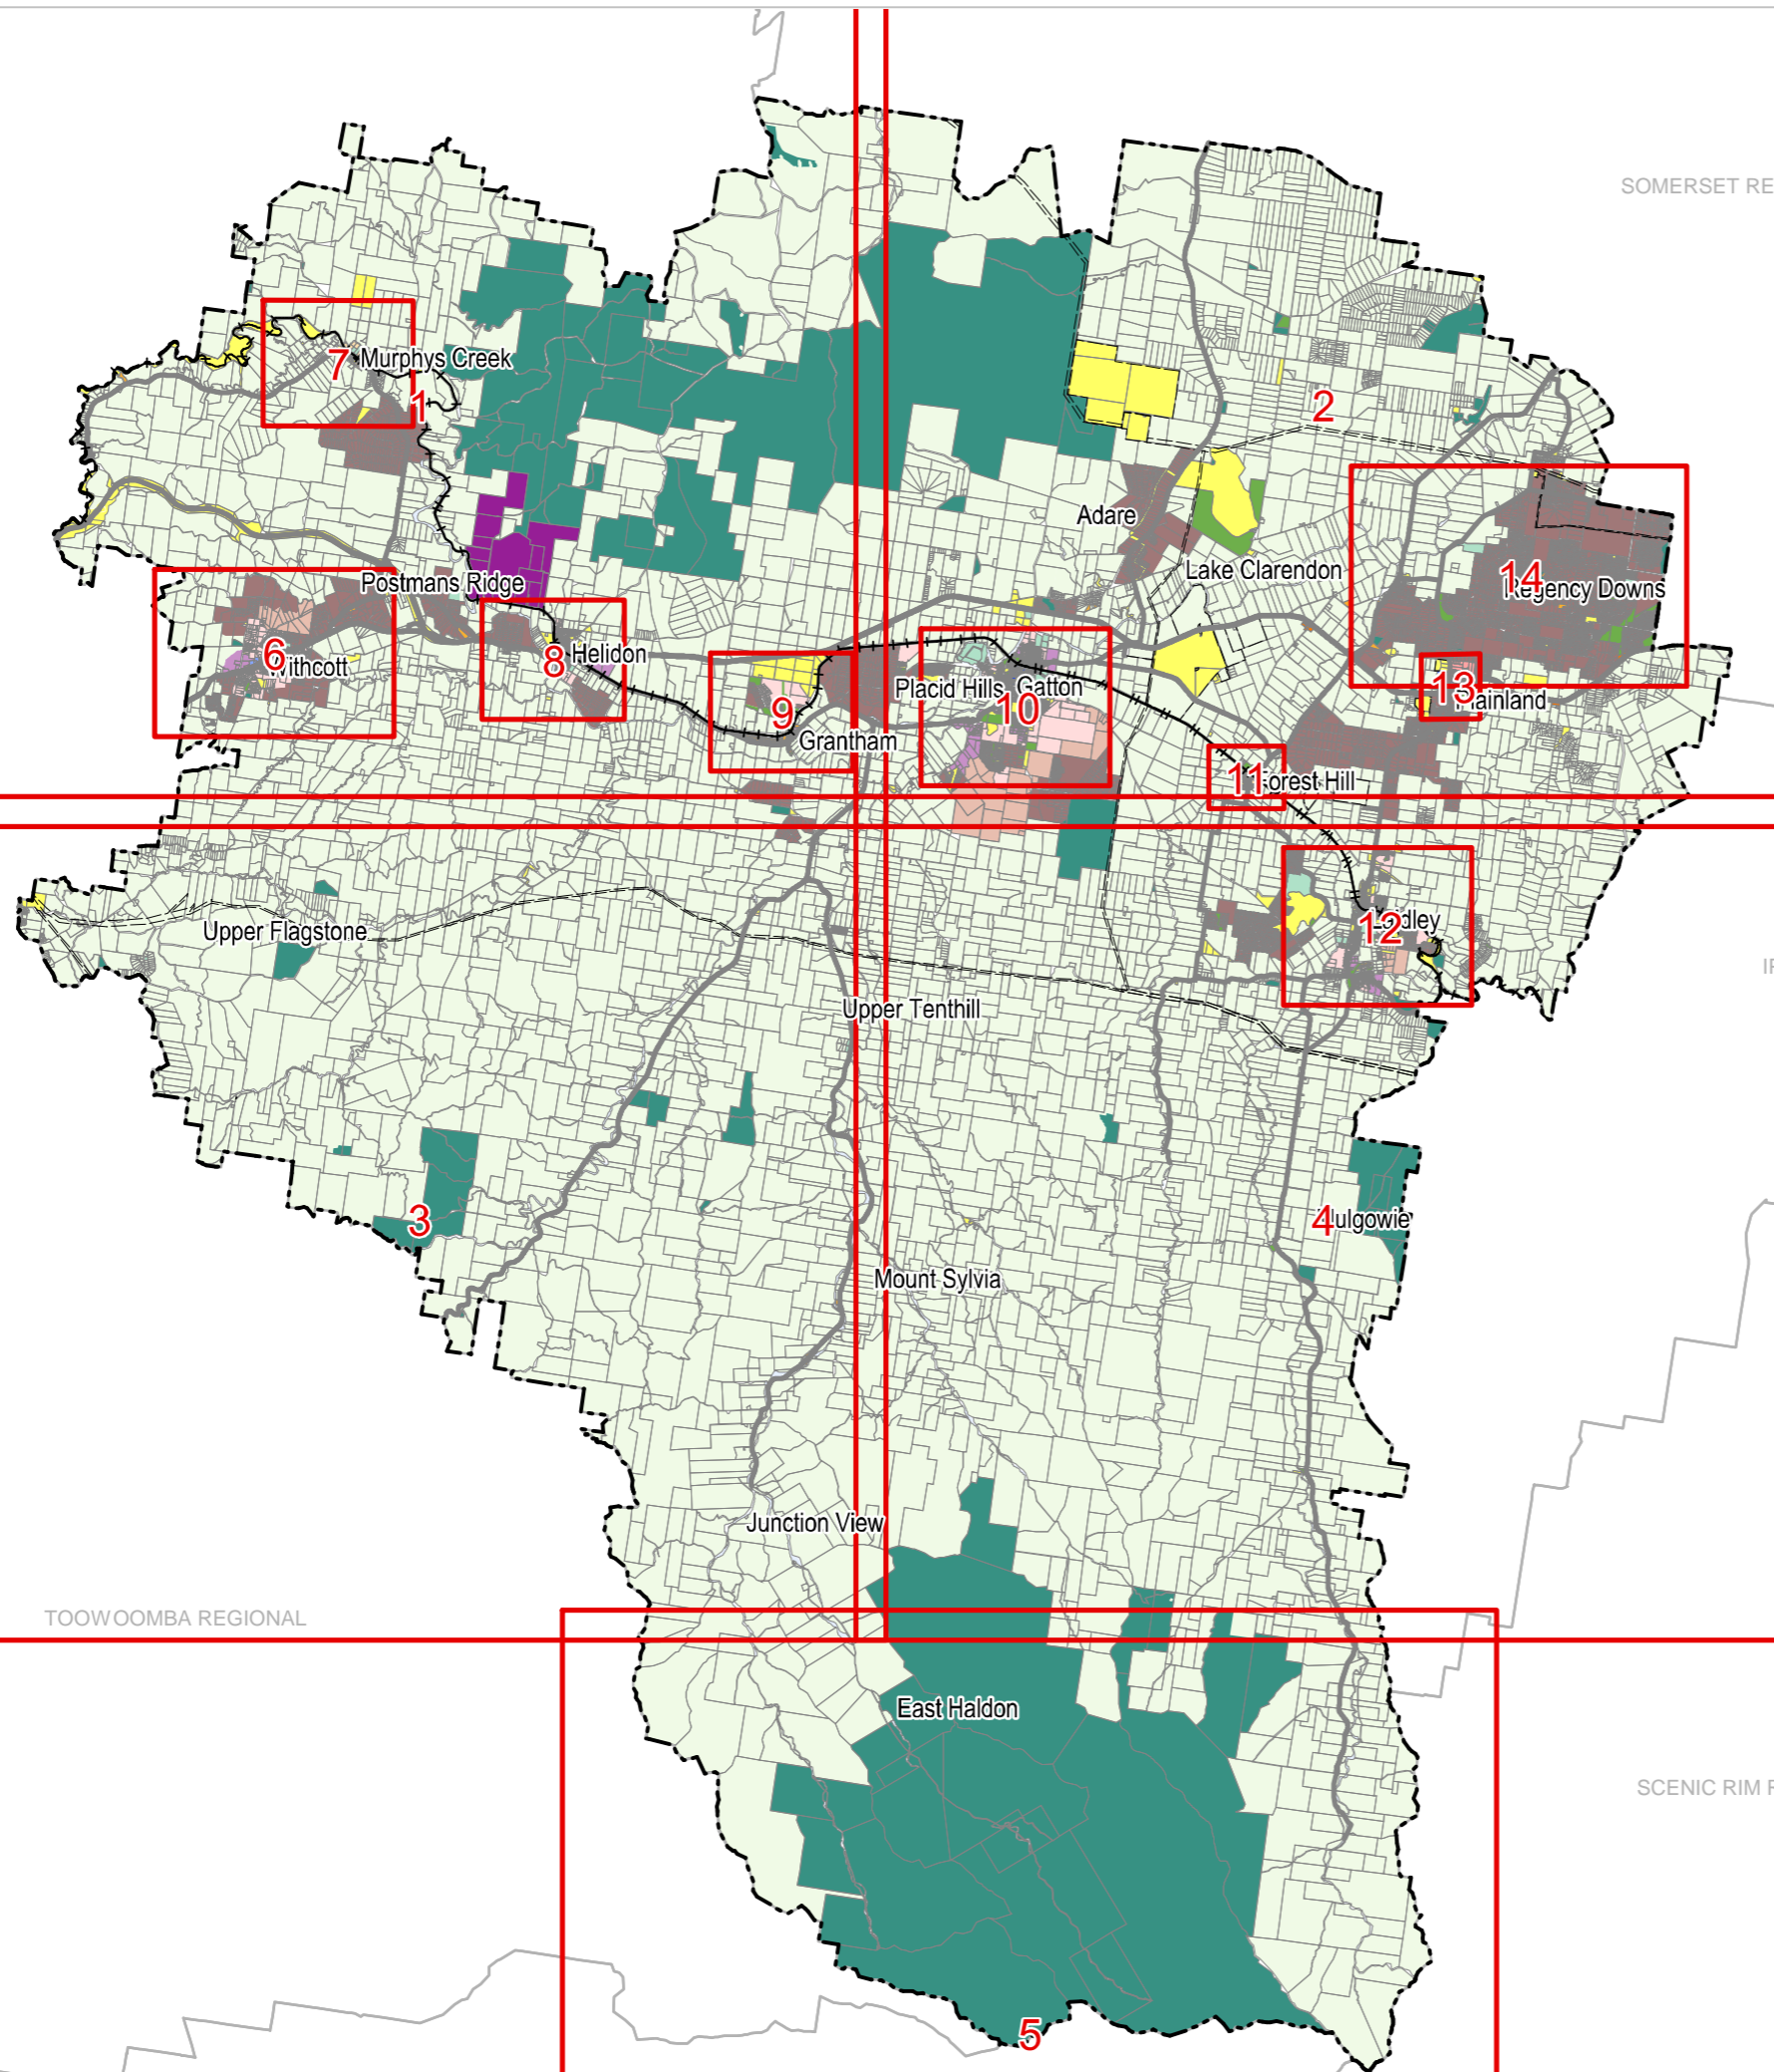 SOMERSET RE
7
Murphys Creek
1
2
Adare
Lake Clarendon
14
Regency Downs
Postmans Ridge
6
Withcott
8
Helidon
9
Grantham
Placid Hills
Gatton
10
13
Plainland
11
Forest Hill
12
Laidley
Upper Flagstone
Upper Tenthill
3
4
Mulgowie
Mount Sylvia
Junction View
TOOWOOMBA REGIONAL
East Haldon
SCENIC RIM R
5